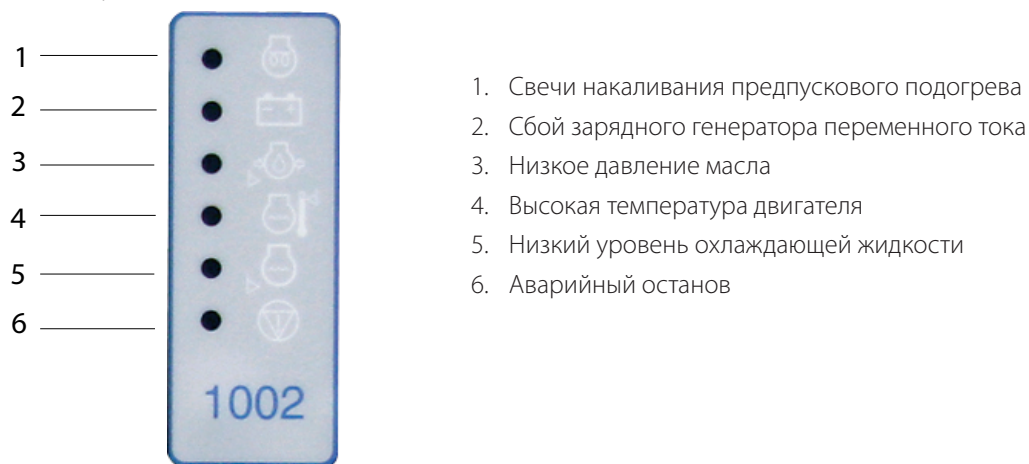 1
2
3
4
5
6
1002
1. Свечи накаливания предпускового подогрева
2. Сбой зарядного генератора переменного тока
3. Низкое давление масла
4. Высокая температура двигателя
5. Низкий уровень охлаждающей жидкости
6. Аварийный останов